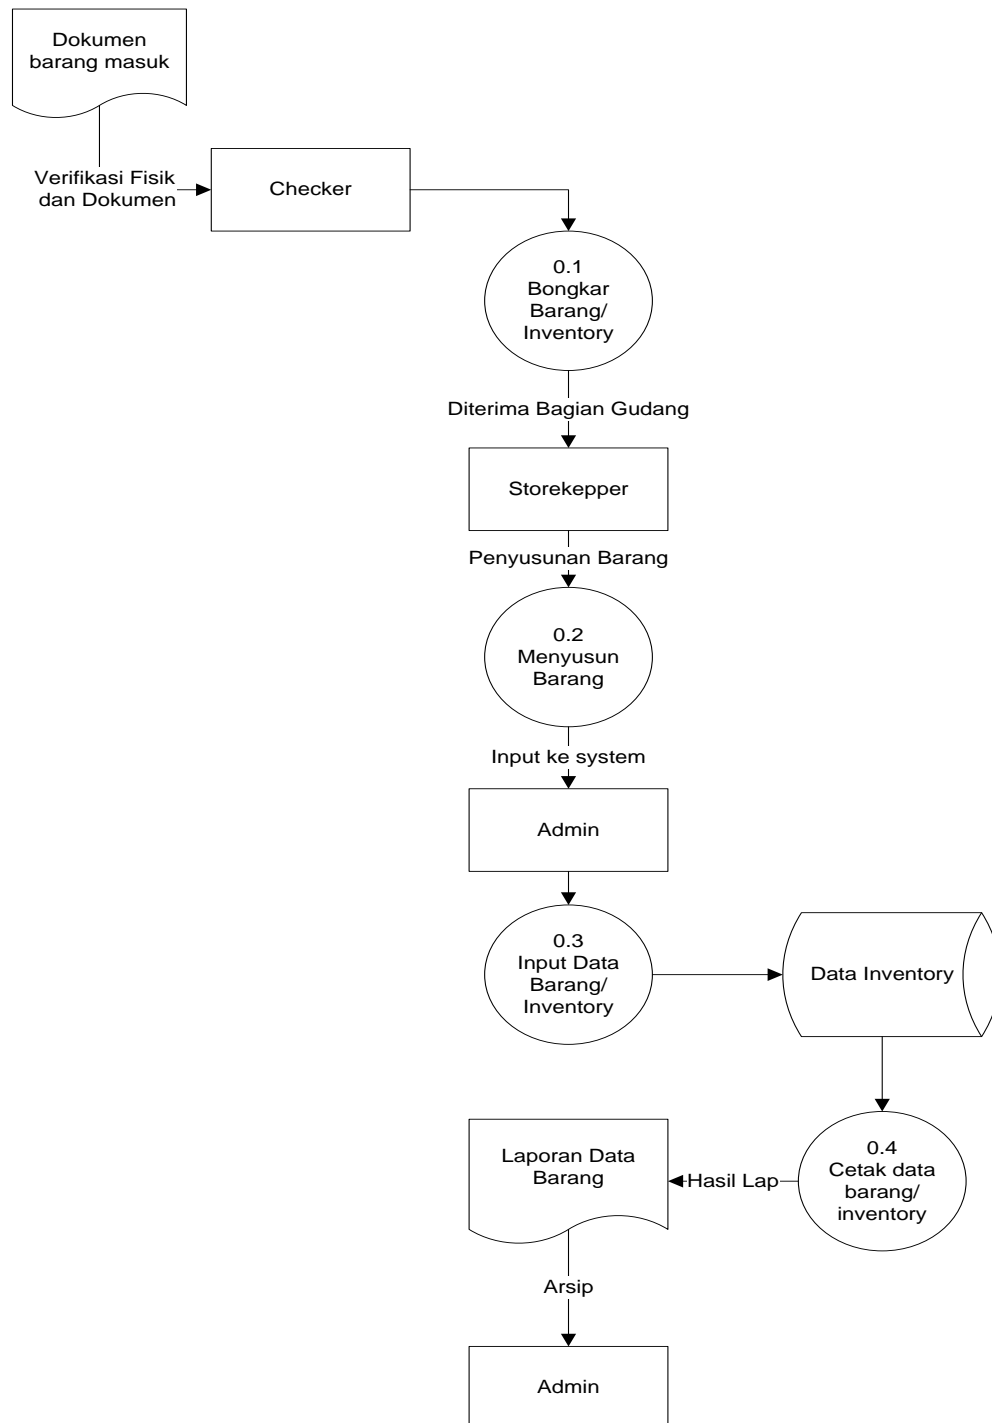 Dokumen
barang masuk
Verifikasi Fisik
dan Dokumen
Checker
0.1
Bongkar
Barang/
Inventory
Diterima Bagian Gudang
Storekepper
Penyusunan Barang
0.2
Menyusun
Barang
Input ke system
Admin
0.3
Input Data
Barang/
Inventory
Data Inventory
0.4
Cetak data
barang/
inventory
Hasil Lap
Laporan Data
Barang
Arsip
Admin